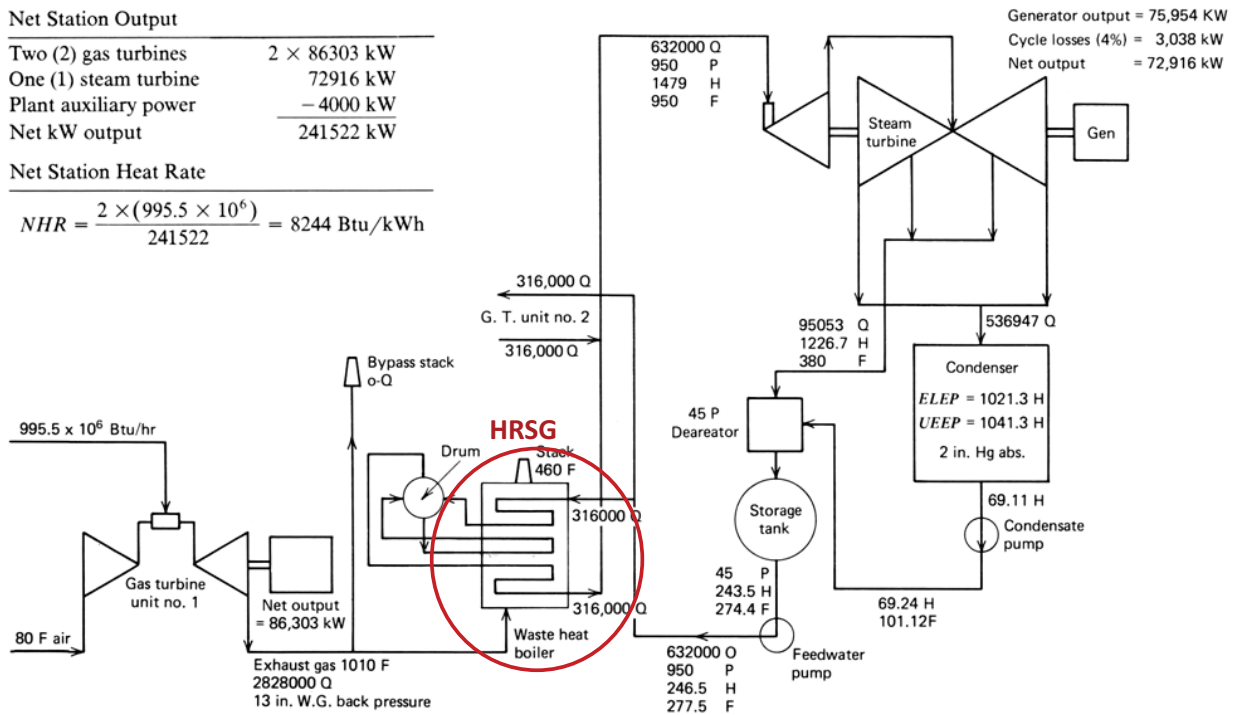 Net Station Output
Two (2) gas turbines 2 × 86303 kW
One (1) steam turbine 72916 kW
Plant auxiliary power −4000 kW
Net kW output 241522 kW
Net Station Heat Rate
NHR = 2 × (995.5 × 10⁶) / 241522 = 8244 Btu/kWh
Generator output = 75,954 KW
Cycle losses (4%) = 3,038 kW
Net output = 72,916 kW
632000 Q
950 P
1479 H
950 F
Steam
turbine
Gen
316,000 Q
G. T. unit no. 2
316,000 Q
95053 Q
1226.7 H
380 F
536947 Q
Condenser
ELEP = 1021.3 H
UEEP = 1041.3 H
2 in. Hg abs.
Bypass stack
o-Q
45 P
Deareator
995.5 x 10⁶ Btu/hr
HRSG
Drum
Stack
460 F
316000 Q
Storage
tank
69.11 H
Condensate
pump
Gas turbine
unit no. 1
Net output
= 86,303 kW
316,000 Q
45 P
243.5 H
274.4 F
69.24 H
101.12F
80 F air
Waste heat
boiler
Exhaust gas 1010 F
2828000 Q
13 in. W.G. back pressure
632000 O
950 P
246.5 H
277.5 F
Feedwater
pump